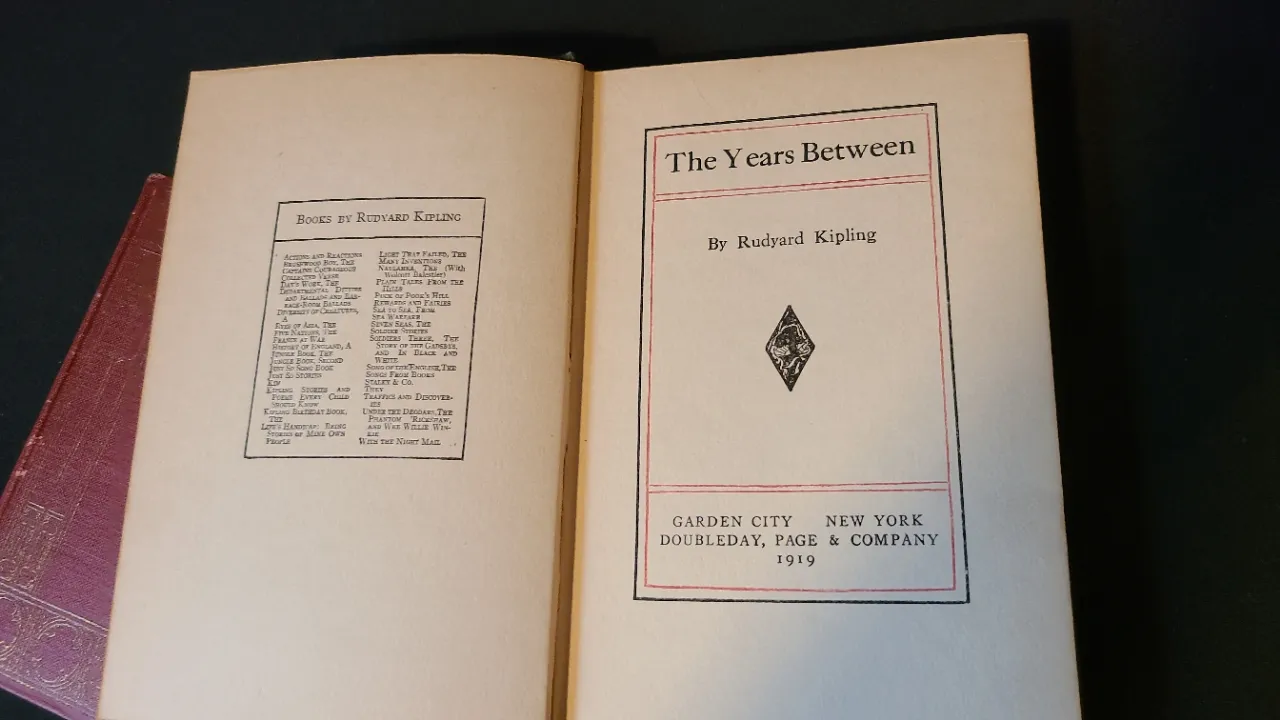 BOOKS BY RUDYARD KIPLING
ACTIONS AND REACTIONS
BRUSHWOOD BOY, THE
CAPTAINS COURAGEOUS
COLLECTED VERSE
DAY'S WORK, THE
DEPARTMENTAL DITTIES
AND BALLADS AND BAR-
RACK-ROOM BALLADS
DIVERSITY OF CREATURES,
A
EYES OF ASIA, THE
FIVE NATIONS, THE
FRANCE AT WAR
HISTORY OF ENGLAND, A
JUNGLE BOOK, THE
JUNGLE BOOK, SECOND
JUST SO SONG BOOK
JUST SO STORIES
KIM
KIPLING STORIES AND
POEMS EVERY CHILD
SHOULD KNOW
KIPLING BIRTHDAY BOOK,
THE
LIFE'S HANDICAP: BEING
STORIES OF MINE OWN
PEOPLE
LIGHT THAT FAILED, THE
MANY INVENTIONS
NAULAHKA, THE (With
Wolcott Balestier)
PLAIN TALES FROM THE
HILLS
PUCK OF POOK'S HILL
REWARDS AND FAIRIES
SEA TO SEA, FROM
SEA WARFARE
SEVEN SEAS, THE
SOLDIER STORIES
SOLDIERS THREE, THE
STORY OF THE GADSBYS,
AND IN BLACK AND
WHITE
SONG OF THE ENGLISH, THE
SONGS FROM BOOKS
STALKY & CO.
THEY
TRAFFICS AND DISCOVER-
IES
UNDER THE DEODARS, THE
PHANTOM 'RICKSHAW,
AND WEE WILLIE WIN-
KIE
WITH THE NIGHT MAIL
The Years Between
By Rudyard Kipling
GARDEN CITY NEW YORK
DOUBLEDAY, PAGE & COMPANY
1919